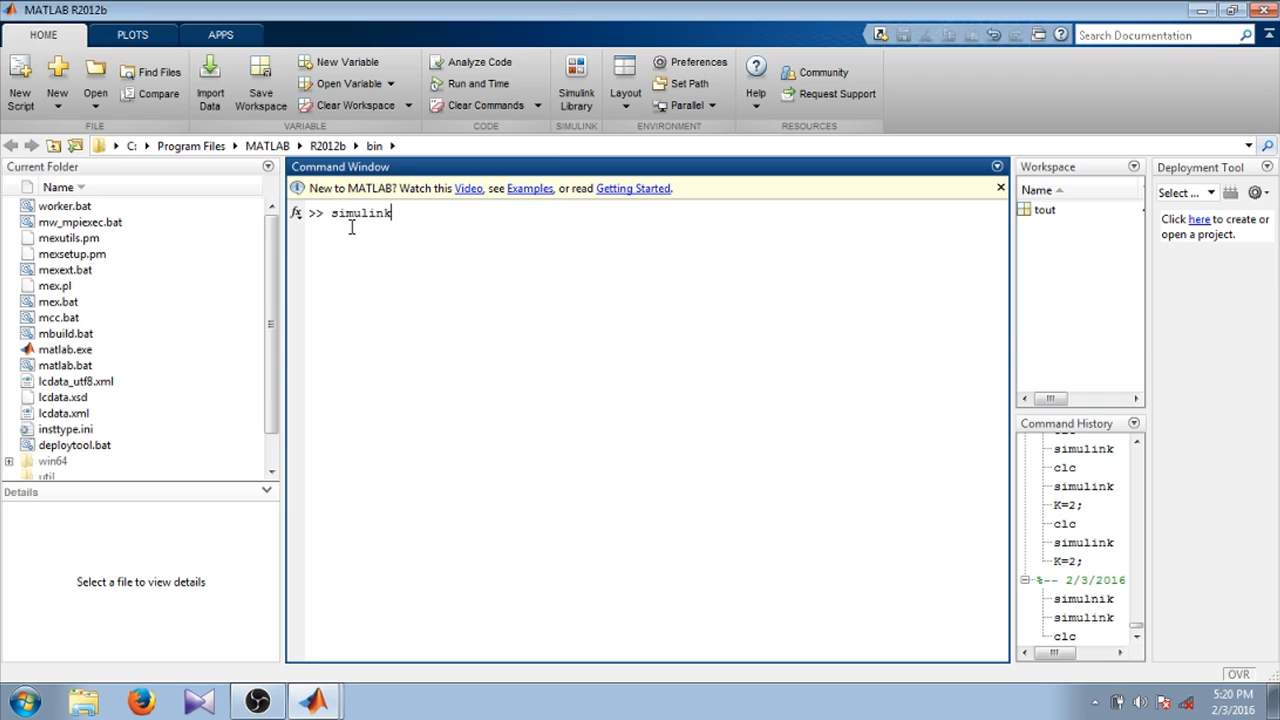 MATLAB R2012b
HOME PLOTS APPS
Search Documentation
New Script
New
Open
Find Files
Compare
FILE
Import Data
Save Workspace
New Variable
Open Variable
Clear Workspace
VARIABLE
Analyze Code
Run and Time
Clear Commands
CODE
Simulink Library
SIMULINK
Layout
Preferences
Set Path
Parallel
ENVIRONMENT
Help
Community
Request Support
RESOURCES
C: Program Files MATLAB R2012b bin
Current Folder
Name
worker.bat
mw_mpiexec.bat
mexutils.pm
mexsetup.pm
mexext.bat
mex.pl
mex.bat
mcc.bat
mbuild.bat
matlab.exe
matlab.bat
lcdata_utf8.xml
lcdata.xsd
lcdata.xml
insttype.ini
deploytool.bat
win64
util
Details
Select a file to view details
Command Window
New to MATLAB? Watch this Video, see Examples, or read Getting Started.
fx >> simulink
Workspace
Name
tout
Command History
clc
simulink
clc
simulink
K=2;
clc
simulink
K=2;
%-- 2/3/2016
simulnik
simulink
clc
Deployment Tool
Select ...
Click here to create or
open a project.
OVR
5:20 PM
2/3/2016